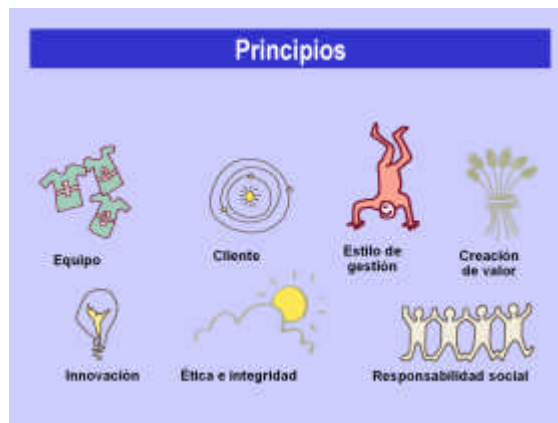 Principios
Equipo
Cliente
Estilo de
gestión
Creación
de valor
Innovación
Ética e integridad
Responsabilidad social